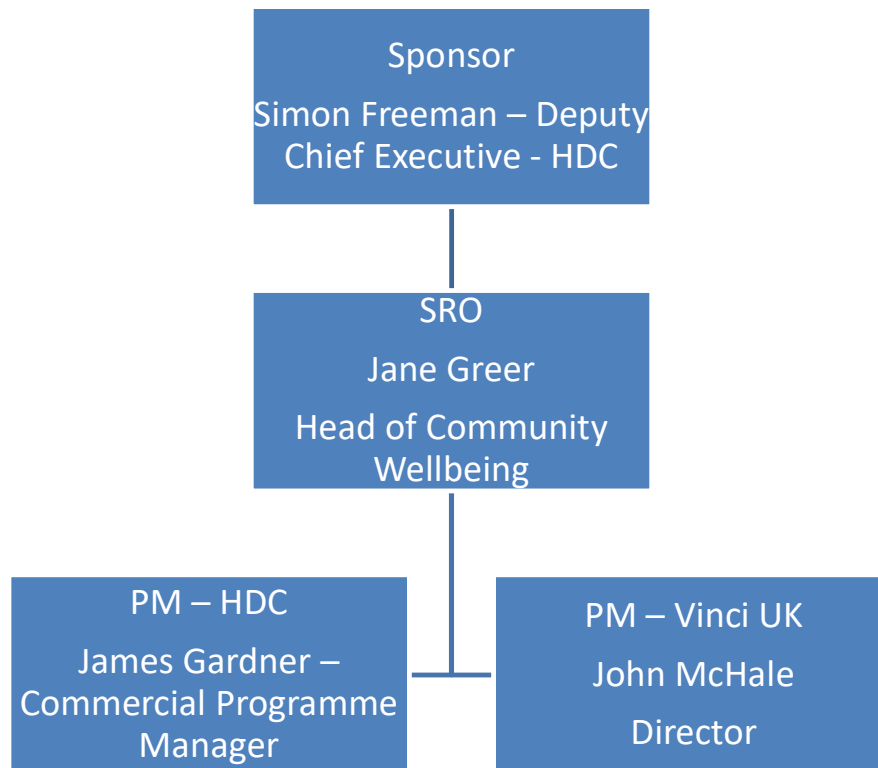 Sponsor
Simon Freeman – Deputy
Chief Executive - HDC
SRO
Jane Greer
Head of Community
Wellbeing
PM – HDC
James Gardner –
Commercial Programme
Manager
PM – Vinci UK
John McHale
Director